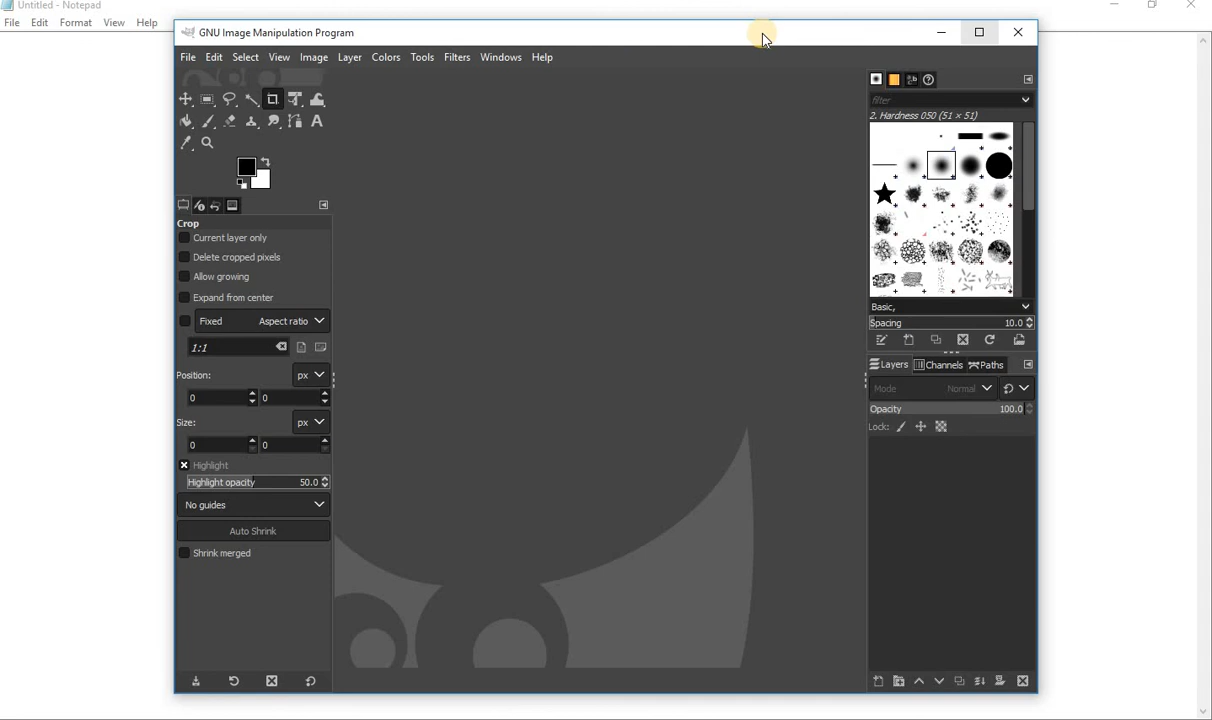 Untitled - Notepad
File Edit Format View Help
GNU Image Manipulation Program
File Edit Select View Image Layer Colors Tools Filters Windows Help
A
filter
2. Hardness 050 (51 × 51)
Crop
Current layer only
Delete cropped pixels
Allow growing
Expand from center
Fixed Aspect ratio
1:1
Position: px
0 0
Size: px
0 0
Highlight
Highlight opacity 50.0
No guides
Auto Shrink
Shrink merged
Basic,
Spacing 10.0
Layers Channels Paths
Mode Normal
Opacity 100.0
Lock: